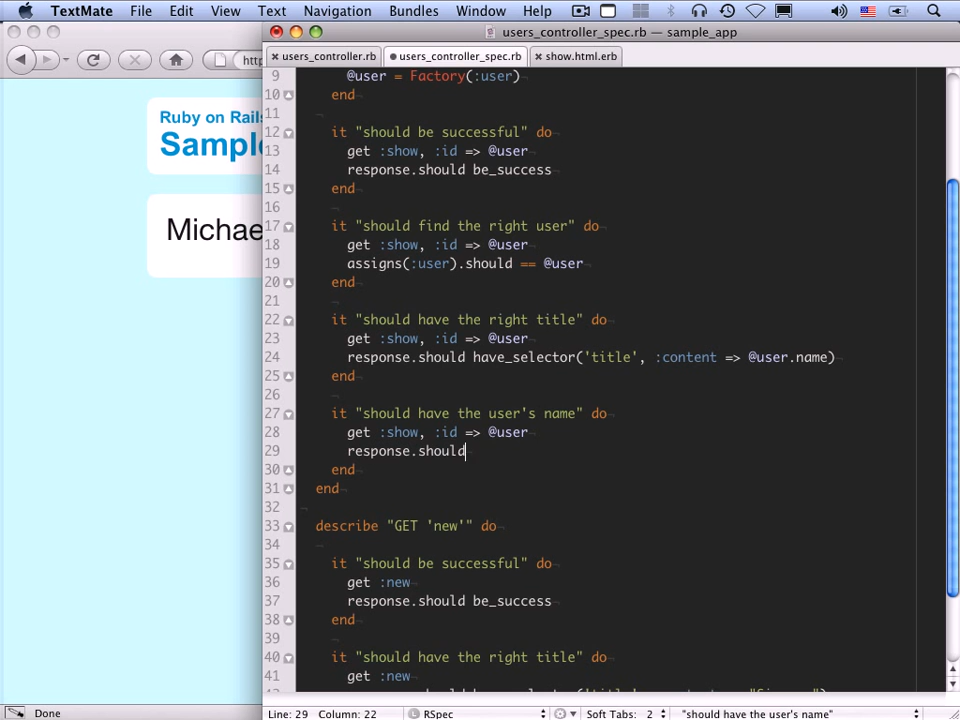 TextMate File Edit View Text Navigation Bundles Window Help
users_controller_spec.rb — sample_app
users_controller.rb users_controller_spec.rb show.html.erb
http
Ruby on Rails
Sampl
Michae
9 @user = Factory(:user)
10 end
11
12 it "should be successful" do
13 get :show, :id => @user
14 response.should be_success
15 end
16
17 it "should find the right user" do
18 get :show, :id => @user
19 assigns(:user).should == @user
20 end
21
22 it "should have the right title" do
23 get :show, :id => @user
24 response.should have_selector('title', :content => @user.name)
25 end
26
27 it "should have the user's name" do
28 get :show, :id => @user
29 response.should
30 end
31 end
32
33 describe "GET 'new'" do
34
35 it "should be successful" do
36 get :new
37 response.should be_success
38 end
39
40 it "should have the right title" do
41 get :new
Done
Line: 29 Column: 22 RSpec Soft Tabs: 2 "should have the user's name"